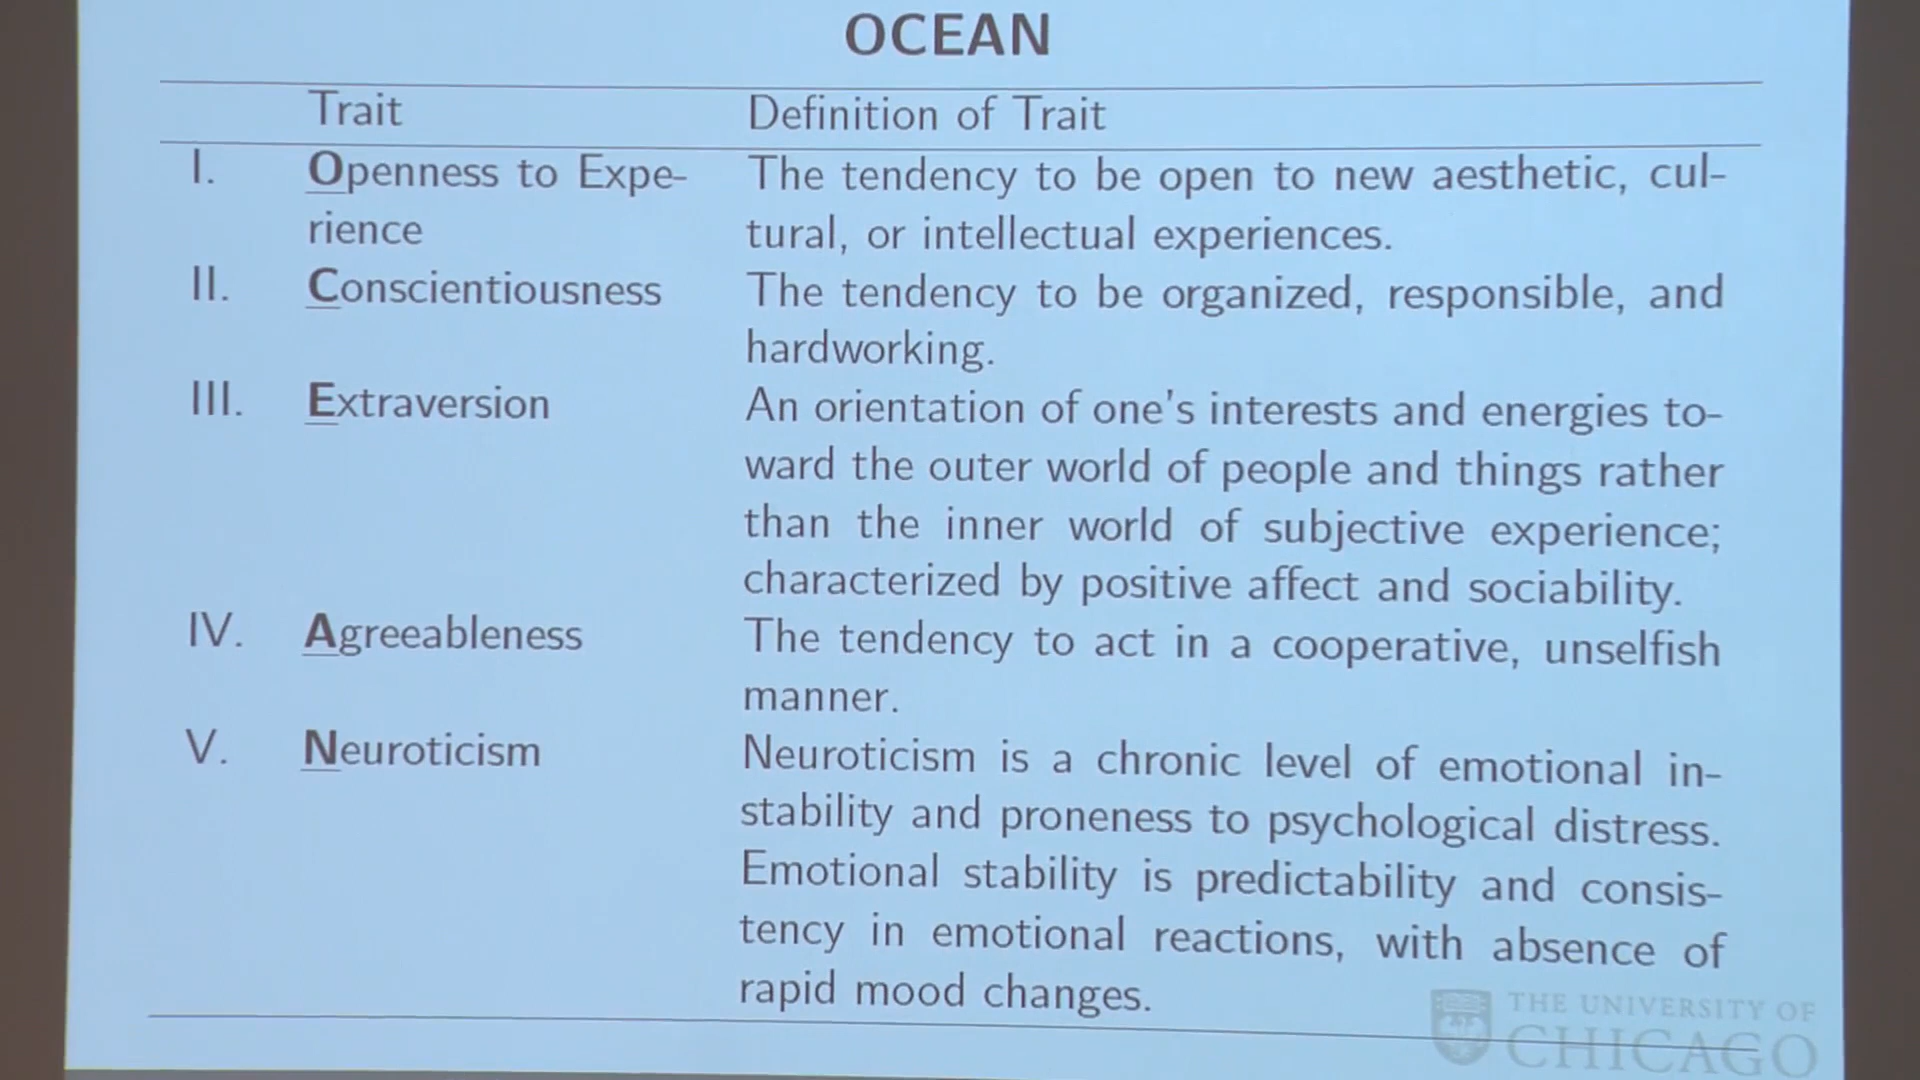 OCEAN
Trait Definition of Trait
I. Openness to Expe- The tendency to be open to new aesthetic, cul-
rience tural, or intellectual experiences.
II. Conscientiousness The tendency to be organized, responsible, and
hardworking.
III. Extraversion An orientation of one's interests and energies to-
ward the outer world of people and things rather
than the inner world of subjective experience;
characterized by positive affect and sociability.
IV. Agreeableness The tendency to act in a cooperative, unselfish
manner.
V. Neuroticism Neuroticism is a chronic level of emotional in-
stability and proneness to psychological distress.
Emotional stability is predictability and consis-
tency in emotional reactions, with absence of
rapid mood changes.
THE UNIVERSITY OF
CHICAGO